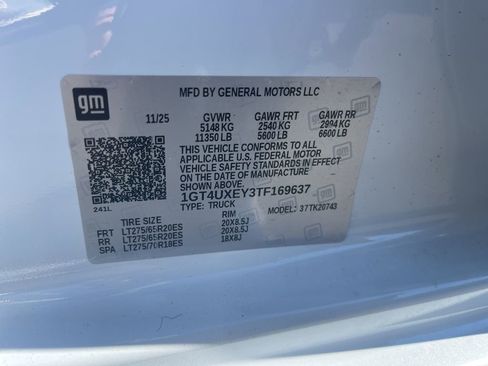 gm
MFD BY GENERAL MOTORS LLC
11/25
GVWR GAWR FRT GAWR RR
5148 KG 2540 KG 2994 KG
11350 LB 5600 LB 6600 LB
THIS VEHICLE CONFORMS TO ALL
APPLICABLE U.S. FEDERAL MOTOR
VEHICLE SAFETY STANDARDS IN EFFECT
ON THE DATE OF MANUFACTURE
SHOWN ABOVE.
1GT4UXEY3TF169637
TYPE: TRUCK
MODEL: 37TK20743
241L
TIRE SIZE RIM
FRT LT275/65R20ES 20X8.5J
RR LT275/65R20ES 20X8.5J
SPA LT275/70R18ES 18X8J